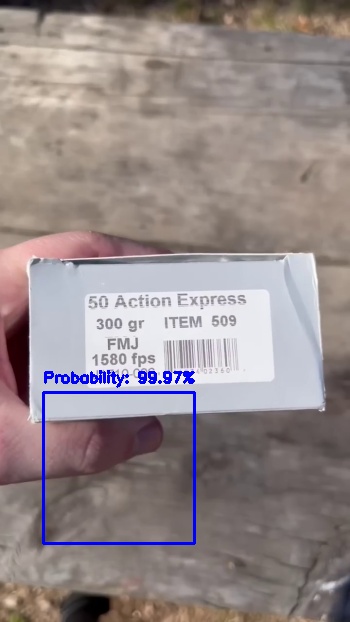 50 Action Express
300 gr ITEM 509
FMJ
1580 fps
Probability: 99.97%